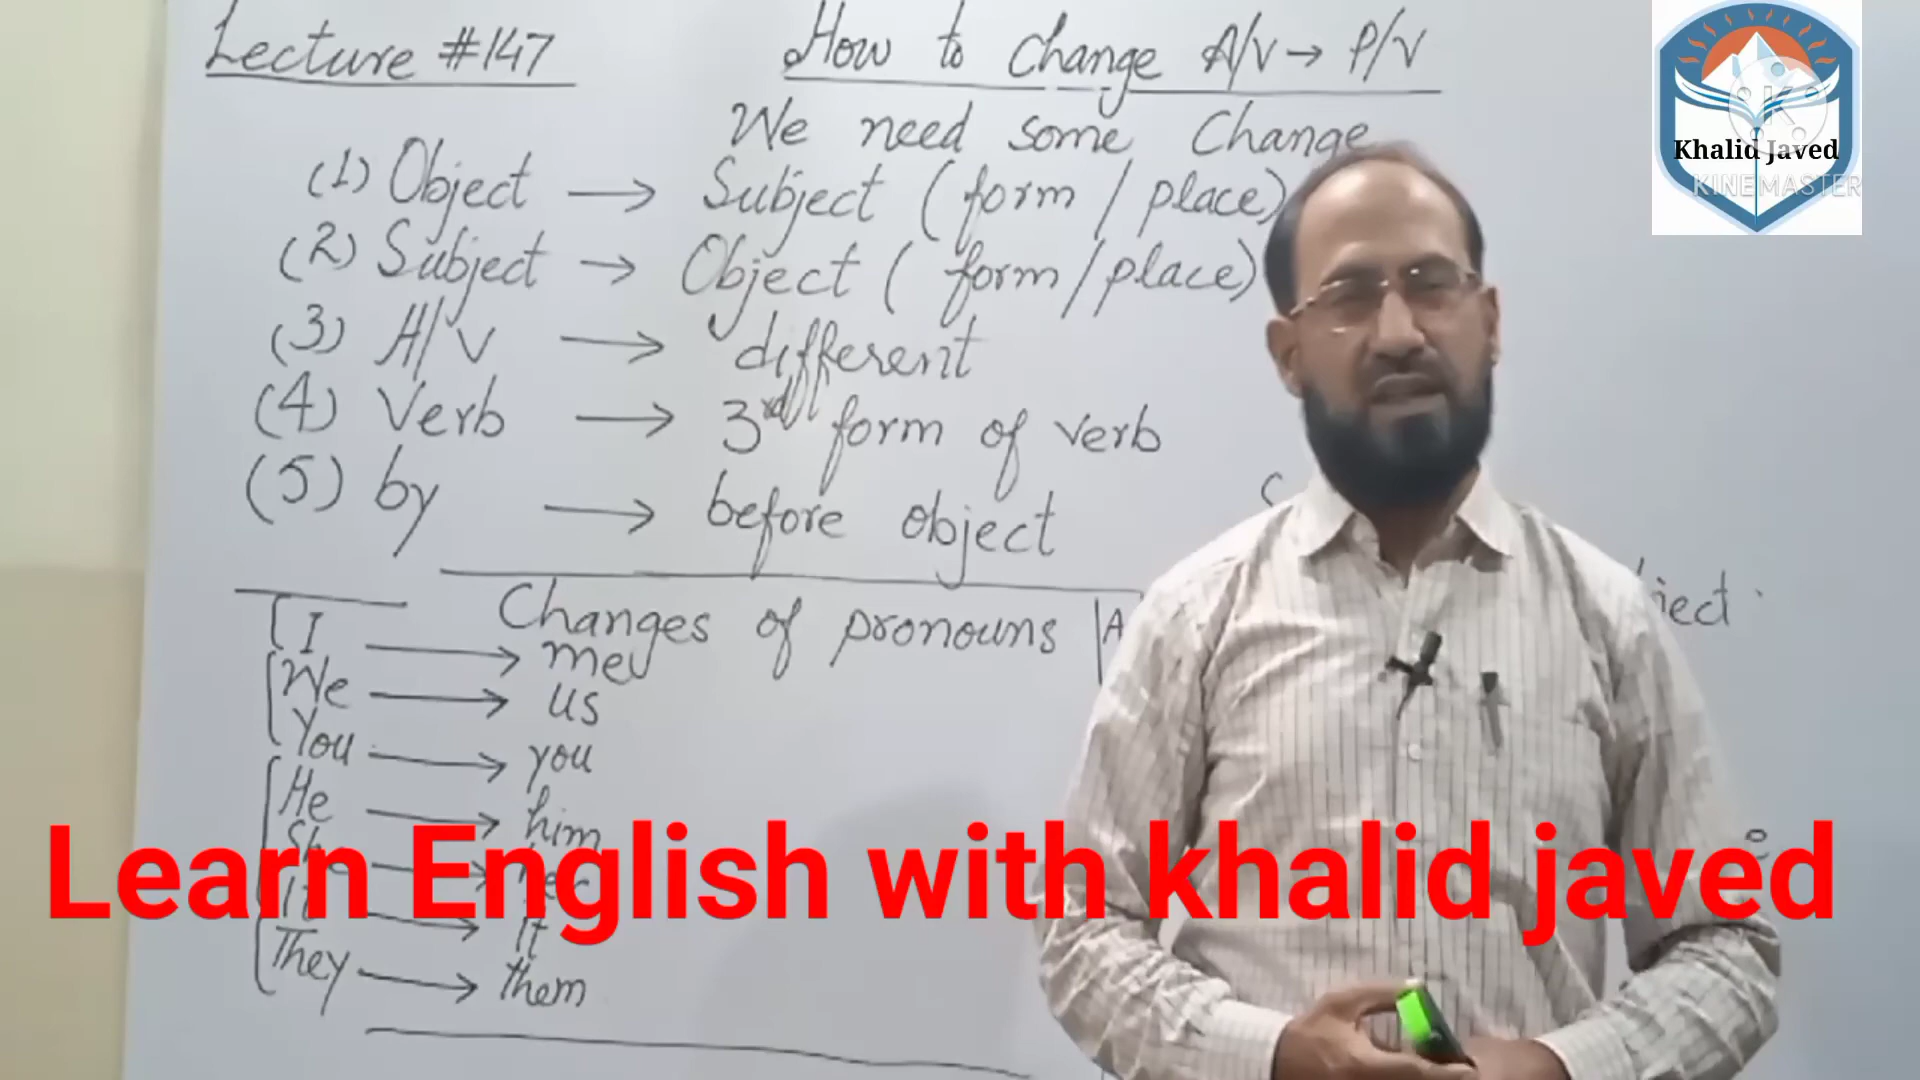 Lecture #147
How to Change A/V → P/V
We need some Change
(1) Object → Subject (form / place)
(2) Subject → Object ( form / place)
(3) H/V → different
(4) Verb → 3rd form of verb
(5) by → before object
Changes of pronouns
I → me
We → us
You → you
He → him
She → her
It → It
They → them
Khalid Javed
KINEMASTER
Learn English with khalid javed